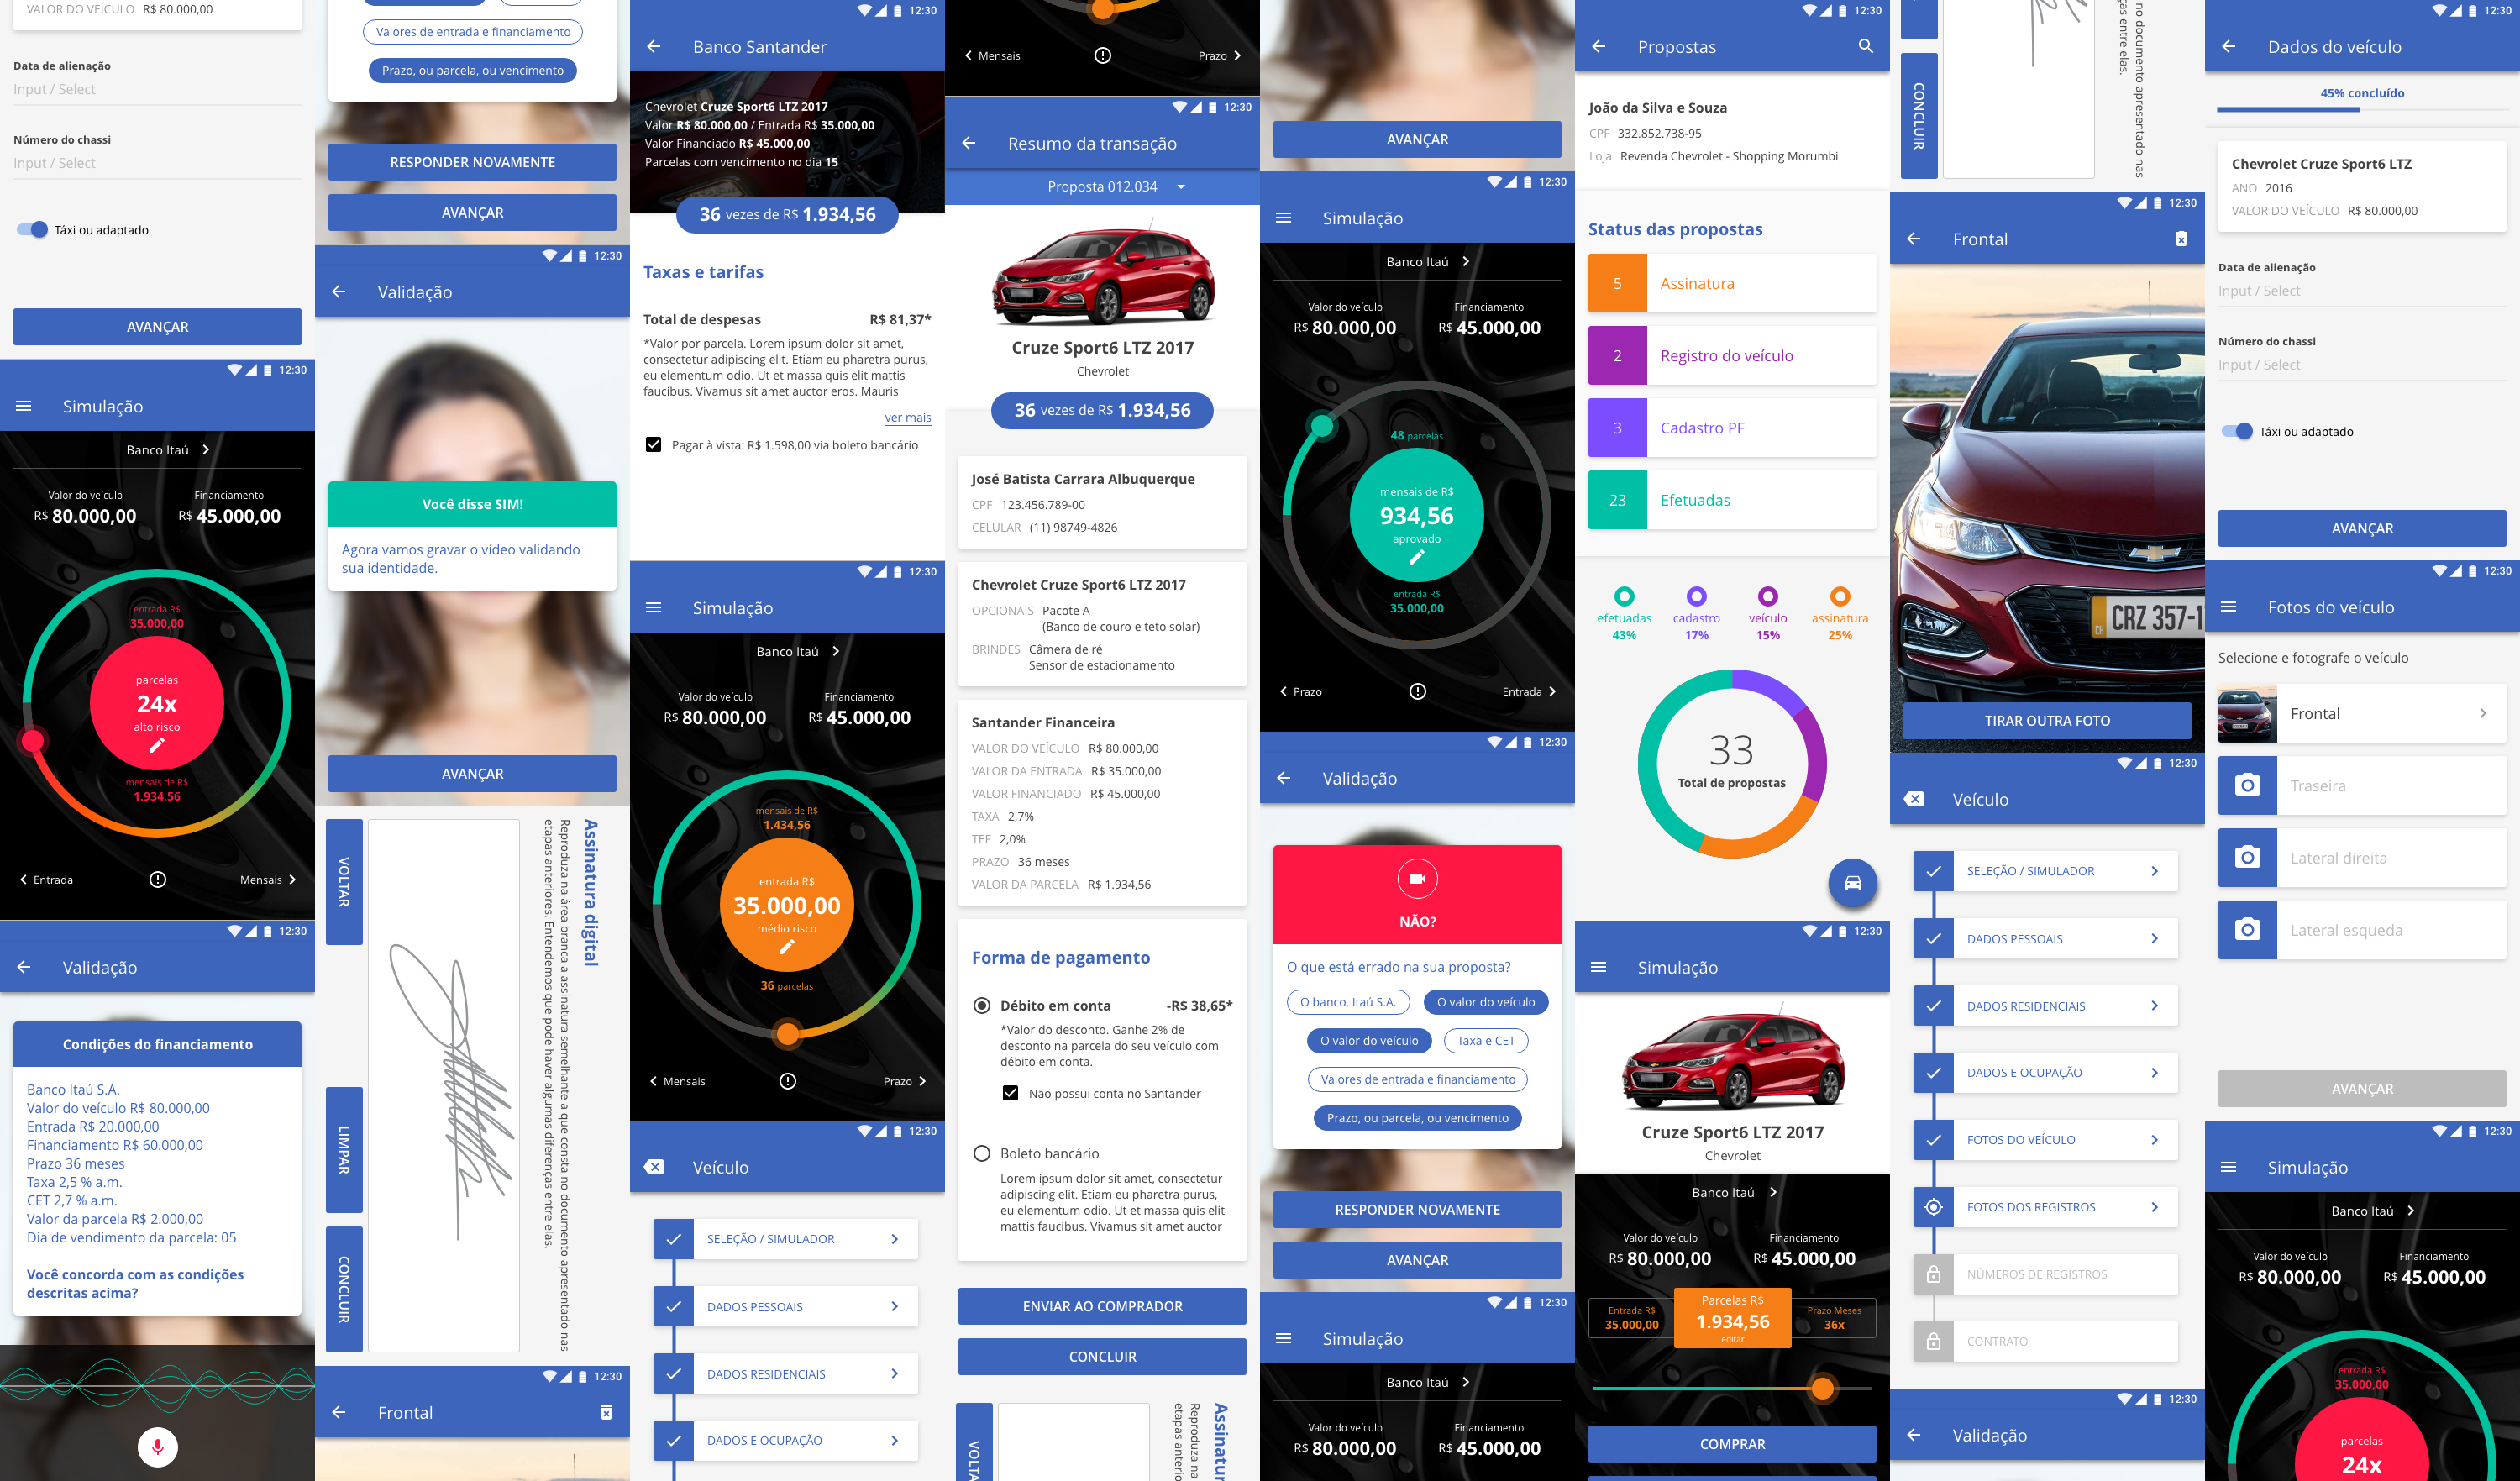 VALOR DO VEÍCULO R$ 80.000,00
Data de alienação
Input / Select
Número do chassi
Input / Select
Táxi ou adaptado
AVANÇAR
12:30
Simulação
Banco Itaú
Valor do veículo Financiamento
R$ 80.000,00 R$ 45.000,00
entrada R$
35.000,00
parcelas
24x
alto risco
mensais de R$
1.934,56
Entrada Mensais
12:30
Validação
Condições do financiamento
Banco Itaú S.A.
Valor do veículo R$ 80.000,00
Entrada R$ 20.000,00
Financiamento R$ 60.000,00
Prazo 36 meses
Taxa 2,5 % a.m.
CET 2,7 % a.m.
Valor da parcela R$ 2.000,00
Dia de vendimento da parcela: 05
Você concorda com as condições
descritas acima?
Valores de entrada e financiamento
Prazo, ou parcela, ou vencimento
RESPONDER NOVAMENTE
AVANÇAR
12:30
Validação
Você disse SIM!
Agora vamos gravar o vídeo validando
sua identidade.
AVANÇAR
Assinatura digital
Reproduza na área branca a assinatura semelhante a que consta no documento apresentado nas
etapas anteriores. Entendemos que pode haver algumas diferenças entre elas.
VOLTAR
LIMPAR
CONCLUIR
12:30
Frontal
12:30
Banco Santander
Chevrolet Cruze Sport6 LTZ 2017
Valor R$ 80.000,00 / Entrada R$ 35.000,00
Valor Financiado R$ 45.000,00
Parcelas com vencimento no dia 15
36 vezes de R$ 1.934,56
Taxas e tarifas
Total de despesas R$ 81,37*
*Valor por parcela. Lorem ipsum dolor sit amet,
consectetur adipiscing elit. Etiam eu pharetra purus,
eu elementum odio. Ut et massa quis elit mattis
faucibus. Vivamus sit amet auctor eros. Mauris
ver mais
Pagar à vista: R$ 1.598,00 via boleto bancário
12:30
Simulação
Banco Itaú
Valor do veículo Financiamento
R$ 80.000,00 R$ 45.000,00
mensais de R$
1.434,56
entrada R$
35.000,00
médio risco
36 parcelas
Mensais Prazo
12:30
Veículo
SELEÇÃO / SIMULADOR
DADOS PESSOAIS
DADOS RESIDENCIAIS
DADOS E OCUPAÇÃO
Mensais Prazo
12:30
Resumo da transação
Proposta 012.034
Cruze Sport6 LTZ 2017
Chevrolet
36 vezes de R$ 1.934,56
José Batista Carrara Albuquerque
CPF 123.456.789-00
CELULAR (11) 98749-4826
Chevrolet Cruze Sport6 LTZ 2017
OPCIONAIS Pacote A
(Banco de couro e teto solar)
BRINDES Câmera de ré
Sensor de estacionamento
Santander Financeira
VALOR DO VEÍCULO R$ 80.000,00
VALOR DA ENTRADA R$ 35.000,00
VALOR FINANCIADO R$ 45.000,00
TAXA 2,7%
TEF 2,0%
PRAZO 36 meses
VALOR DA PARCELA R$ 1.934,56
Forma de pagamento
Débito em conta -R$ 38,65*
*Valor do desconto. Ganhe 2% de
desconto na parcela do seu veículo com
débito em conta.
Não possui conta no Santander
Boleto bancário
Lorem ipsum dolor sit amet, consectetur
adipiscing elit. Etiam eu pharetra purus,
eu elementum odio. Ut et massa quis elit
mattis faucibus. Vivamus sit amet auctor
ENVIAR AO COMPRADOR
CONCLUIR
Assinatur
Reproduza na
etapas anterio
VOLTA
AVANÇAR
12:30
Simulação
Banco Itaú
Valor do veículo Financiamento
R$ 80.000,00 R$ 45.000,00
48 parcelas
mensais de R$
934,56
aprovado
entrada R$
35.000,00
Prazo Entrada
12:30
Validação
NÃO?
O que está errado na sua proposta?
O banco, Itaú S.A. O valor do veículo
O valor do veículo Taxa e CET
Valores de entrada e financiamento
Prazo, ou parcela, ou vencimento
RESPONDER NOVAMENTE
AVANÇAR
12:30
Simulação
Banco Itaú
Valor do veículo Financiamento
R$ 80.000,00 R$ 45.000,00
12:30
Propostas
João da Silva e Souza
CPF 332.852.738-95
Loja Revenda Chevrolet - Shopping Morumbi
Status das propostas
5 Assinatura
2 Registro do veículo
3 Cadastro PF
23 Efetuadas
efetuadas cadastro veículo assinatura
43% 17% 15% 25%
33
Total de propostas
12:30
Simulação
Cruze Sport6 LTZ 2017
Chevrolet
Banco Itaú
Valor do veículo Financiamento
R$ 80.000,00 R$ 45.000,00
Entrada R$ Parcelas R$ Prazo Meses
35.000,00 1.934,56 36x
editar
COMPRAR
no documento apresentado nas
ças entre elas.
CONCLUIR
12:30
Frontal
CH CRZ 357-1
TIRAR OUTRA FOTO
12:30
Veículo
SELEÇÃO / SIMULADOR
DADOS PESSOAIS
DADOS RESIDENCIAIS
DADOS E OCUPAÇÃO
FOTOS DO VEÍCULO
FOTOS DOS REGISTROS
NÚMEROS DE REGISTROS
CONTRATO
12:30
Validação
12:30
Dados do veículo
45% concluído
Chevrolet Cruze Sport6 LTZ
ANO 2016
VALOR DO VEÍCULO R$ 80.000,00
Data de alienação
Input / Select
Número do chassi
Input / Select
Táxi ou adaptado
AVANÇAR
12:30
Fotos do veículo
Selecione e fotografe o veículo
Frontal
Traseira
Lateral direita
Lateral esqueda
AVANÇAR
12:30
Simulação
Banco Itaú
Valor do veículo Financiamento
R$ 80.000,00 R$ 45.000,00
entrada R$
35.000,00
parcelas
24x